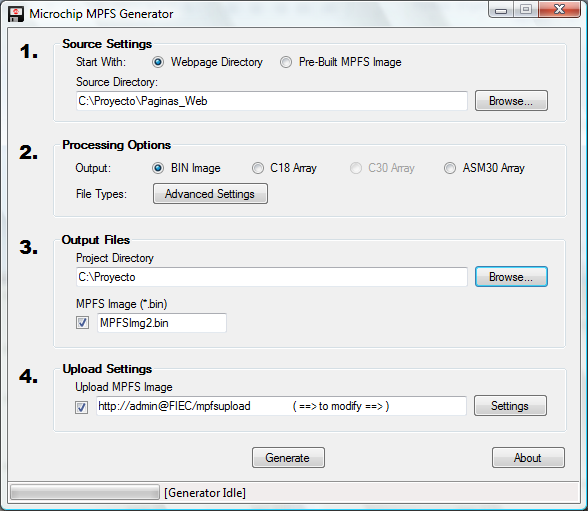 Microchip MPFS Generator
1.
Source Settings
Start With: Webpage Directory Pre-Built MPFS Image
Source Directory:
C:\Proyecto\Paginas_Web Browse...
2.
Processing Options
Output: BIN Image C18 Array C30 Array ASM30 Array
File Types: Advanced Settings
3.
Output Files
Project Directory
C:\Proyecto Browse...
MPFS Image (*.bin)
MPFSImg2.bin
4.
Upload Settings
Upload MPFS Image
http://admin@FIEC/mpfsupload ( ==> to modify ==> ) Settings
Generate About
[Generator Idle]